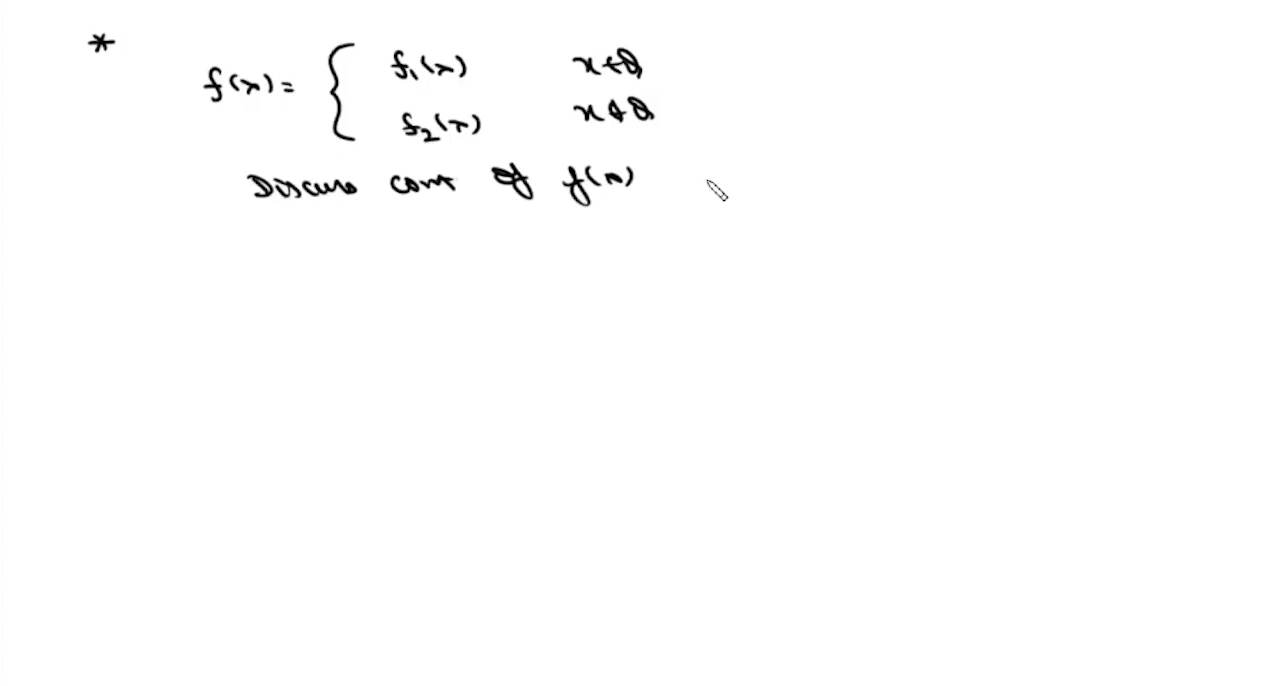 *
f(x) = { f₁(x) x∈Q
f₂(x) x∉Q
Discuss cont of f(x)